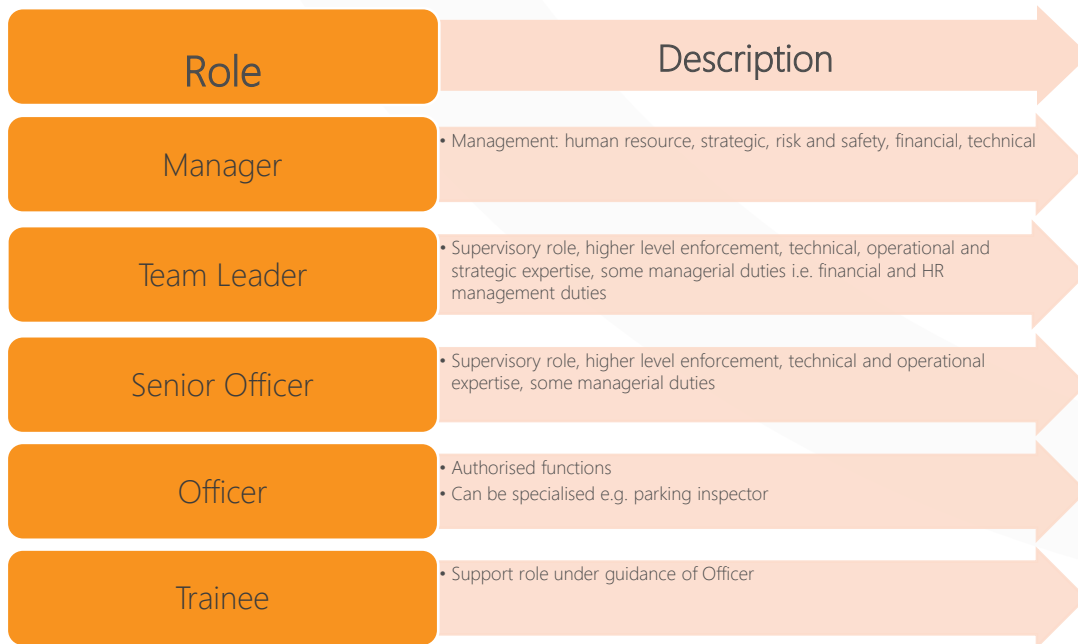 Role
Description
Manager
• Management: human resource, strategic, risk and safety, financial, technical
Team Leader
• Supervisory role, higher level enforcement, technical, operational and
strategic expertise, some managerial duties i.e. financial and HR
management duties
Senior Officer
• Supervisory role, higher level enforcement, technical and operational
expertise, some managerial duties
Officer
• Authorised functions
• Can be specialised e.g. parking inspector
Trainee
• Support role under guidance of Officer